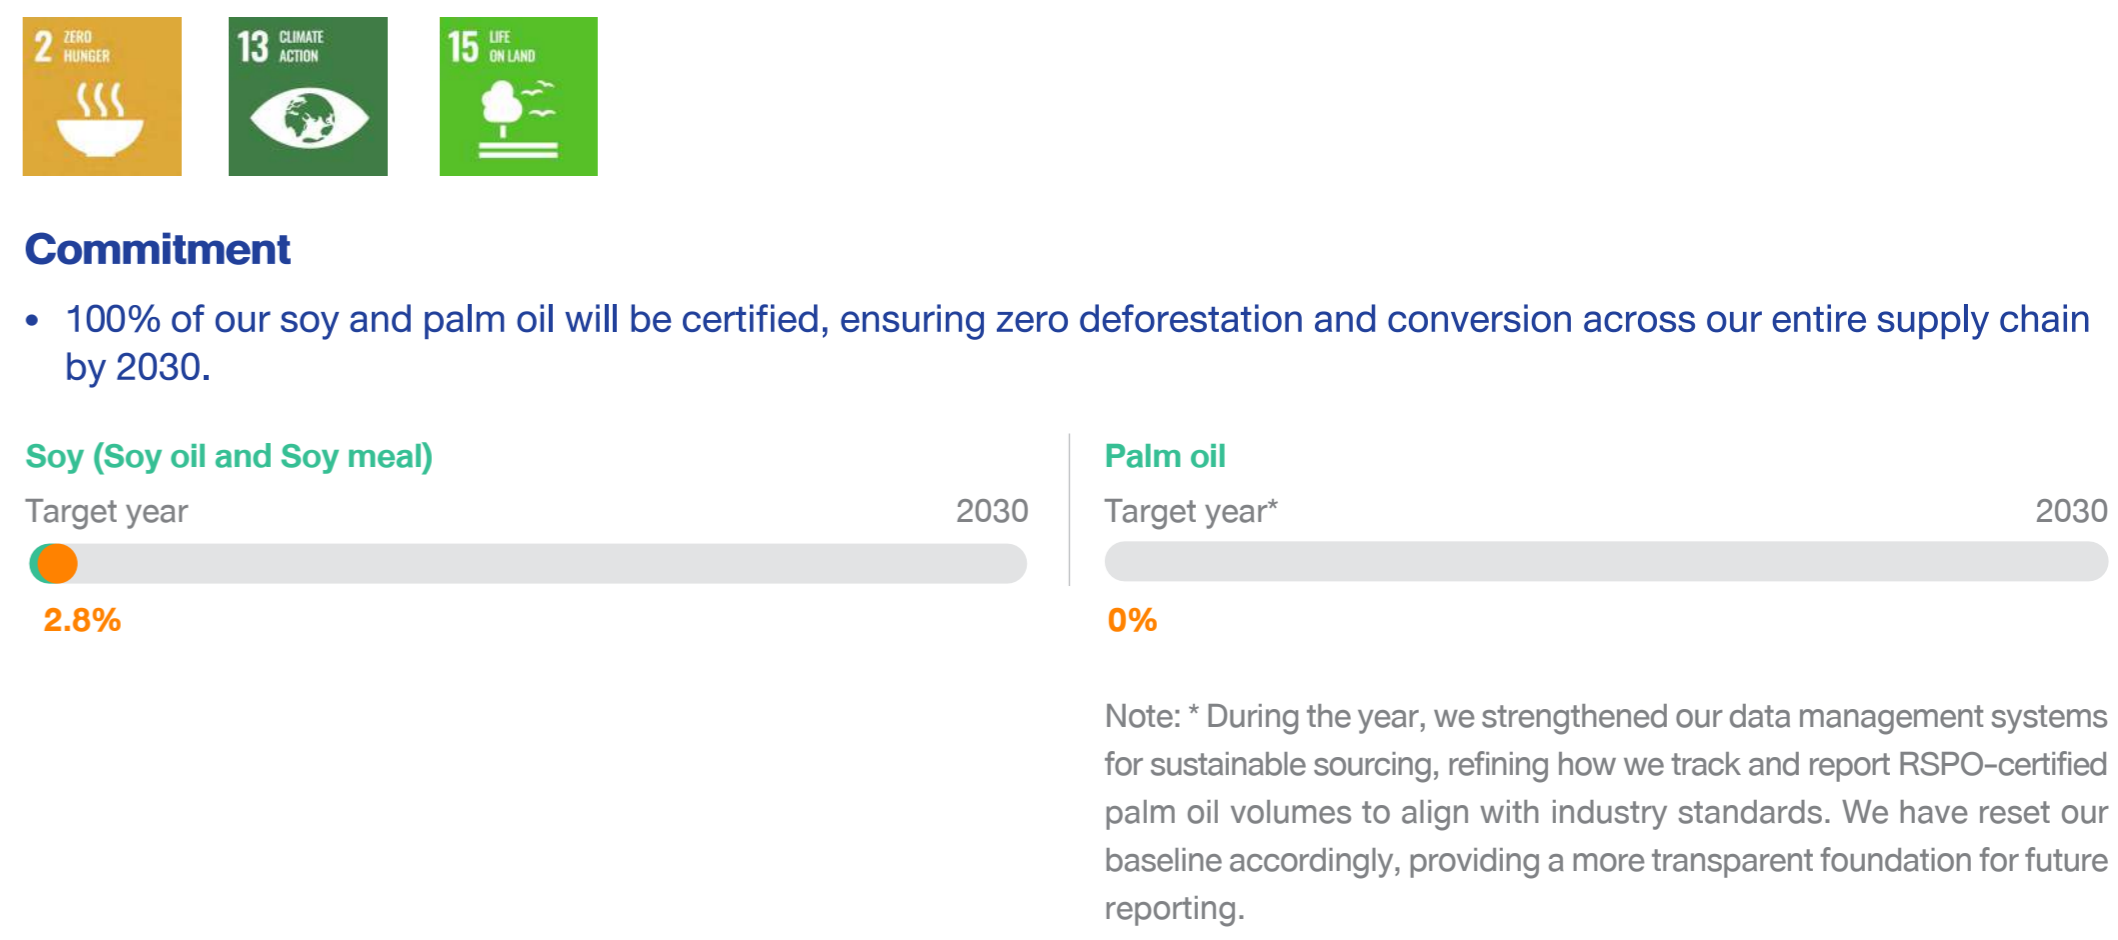 2 ZERO HUNGER
13 CLIMATE ACTION
15 LIFE ON LAND
Commitment
• 100% of our soy and palm oil will be certified, ensuring zero deforestation and conversion across our entire supply chain
by 2030.
Soy (Soy oil and Soy meal)
Target year 2030
2.8%
Palm oil
Target year* 2030
0%
Note: * During the year, we strengthened our data management systems
for sustainable sourcing, refining how we track and report RSPO-certified
palm oil volumes to align with industry standards. We have reset our
baseline accordingly, providing a more transparent foundation for future
reporting.